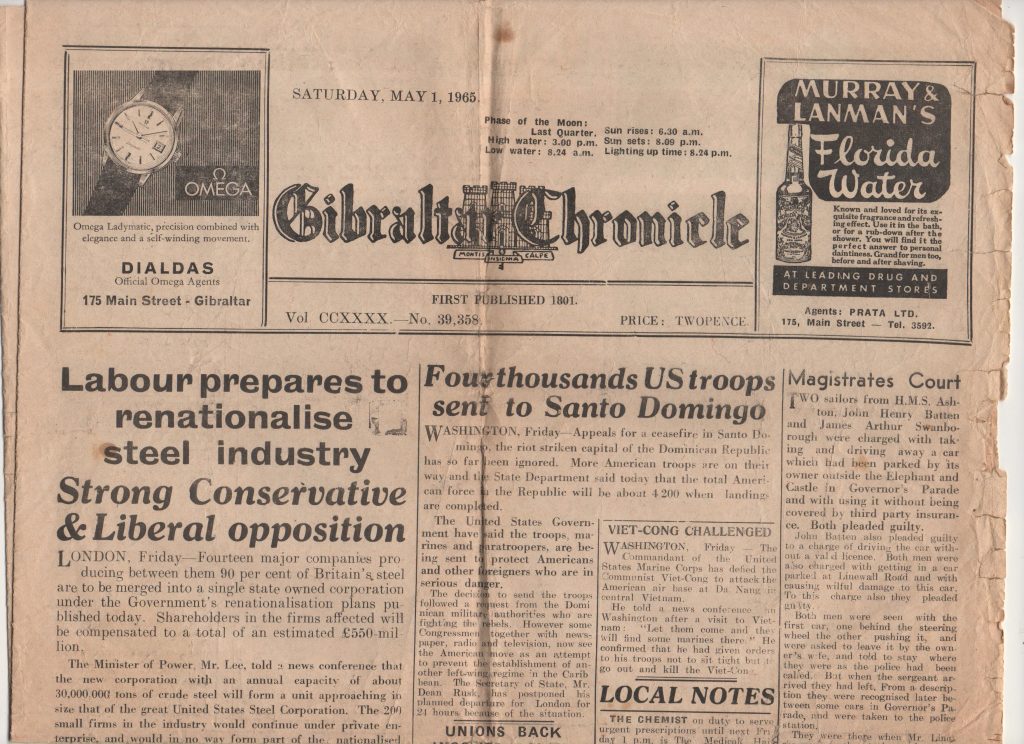 SATURDAY, MAY 1, 1965.
Phase of the Moon:
Last Quarter.
High water: 3.00 p.m.
Low water: 8.24 a.m.
Sun rises: 6.30 a.m.
Sun sets: 8.09 p.m.
Lighting up time: 8.24 p.m.
Ω
OMEGA
Omega Ladymatic, precision combined with
elegance and a self-winding movement.
DIALDAS
Official Omega Agents
175 Main Street - Gibraltar
Gibraltar Chronicle
MONTIS INSIGNIA CALPE
FIRST PUBLISHED 1801.
Vol CCXXXX.—No. 39,358.
PRICE: TWOPENCE
MURRAY &
LANMAN'S
Florida
Water
Known and loved for its ex-
quisite fragrance and refresh-
ing effect. Use it in the bath,
or for a rub-down after the
shower. You will find it the
perfect answer to personal
daintiness. Grand for men too,
before and after shaving.
AT LEADING DRUG AND
DEPARTMENT STORES
Agents: PRATA LTD.
175, Main Street — Tel. 3592.
Labour prepares to
renationalise
steel industry
Strong Conservative
& Liberal opposition
LONDON, Friday—Fourteen major companies pro-
ducing between them 90 per cent of Britain's steel
are to be merged into a single state owned corporation
under the Government's renationalisation plans pu-
blished today. Shareholders in the firms affected will
be compensated to a total of an estimated £550-mil-
lion.
The Minister of Power, Mr. Lee, told a news conference that
the new corporation with an annual capacity of about
30,000.000 tons of crude steel will form a unit approaching in
size that of the great United States Steel Corporation. The 200
small firms in the industry would continue under private en-
terprise, and would in no way form part of the nationalised
Four thousands US troops
sent to Santo Domingo
WASHINGTON, Friday—Appeals for a ceasefire in Santo Do-
mingo, the riot striken capital of the Dominican Republic
has so far been ignored. More American troops are on their
way and the State Department said today that the total Ameri-
can force in the Republic will be about 4200 when landings
are completed.
The United States Govern-
ment have said the troops, ma-
rines and paratroopers, are be-
ing sent to protect Americans
and other foreigners who are in
serious danger.
The decision to send the troops
followed a request from the Domi
nican military authorities who are
fighting the rebels. However some
Congressmen together with news-
paper, radio and television, now see
the American move as an attempt
to prevent the establishment of an-
other left-wing regime in the Carib
bean. The Secretary of State, Mr.
Dean Rusk, has postponed his
planned departure for London for
24 hours because of the situation.
UNIONS BACK
VIET-CONG CHALLENGED
WASHINGTON, Friday — The
Commandant of the United
States Marine Corps has defied the
Communist Viet-Cong to attack the
American air base at Da Nang in
central Vietnam.
He told a news conference in
Washington after a visit to Viet-
nam: "Let them come and they
will find some marines there." He
confirmed that he had given orders
to his troops not to sit tight but to
go out and kill the Viet-Con
LOCAL NOTES
THE CHEMIST on duty to serve
urgent prescriptions until next Fri
day 1 p.m. is The Medical Hall
Magistrates Court
TWO sailors from H.M.S. Ash-
ton, John Henry Batten
and James Arthur Swanbo-
rough were charged with tak-
ing and driving away a car
which had been parked by its
owner outside the Elephant and
Castle in Governor's Parade
and with using it without being
covered by third party insuran-
ce. Both pleaded guilty.
John Batten also pleaded guilty
to a charge of driving the car with-
out a valid licence. Both men were
also charged with getting in a car
parked at Linewall Road and with
causing wilful damage to this car.
To this charge also they pleaded
guilty
Both men were seen with the
first car, one behind the steering
wheel the other pushing it, and
were asked to leave it by the own-
er's wife, and told to stay where
they were as the police had been
called. But when the sergeant ar-
rived they had left. From a descrip-
tion they were recognised later be-
tween some cars in Governor's Pa-
rade, and were taken to the police
station.
They were there when Mr. Ling